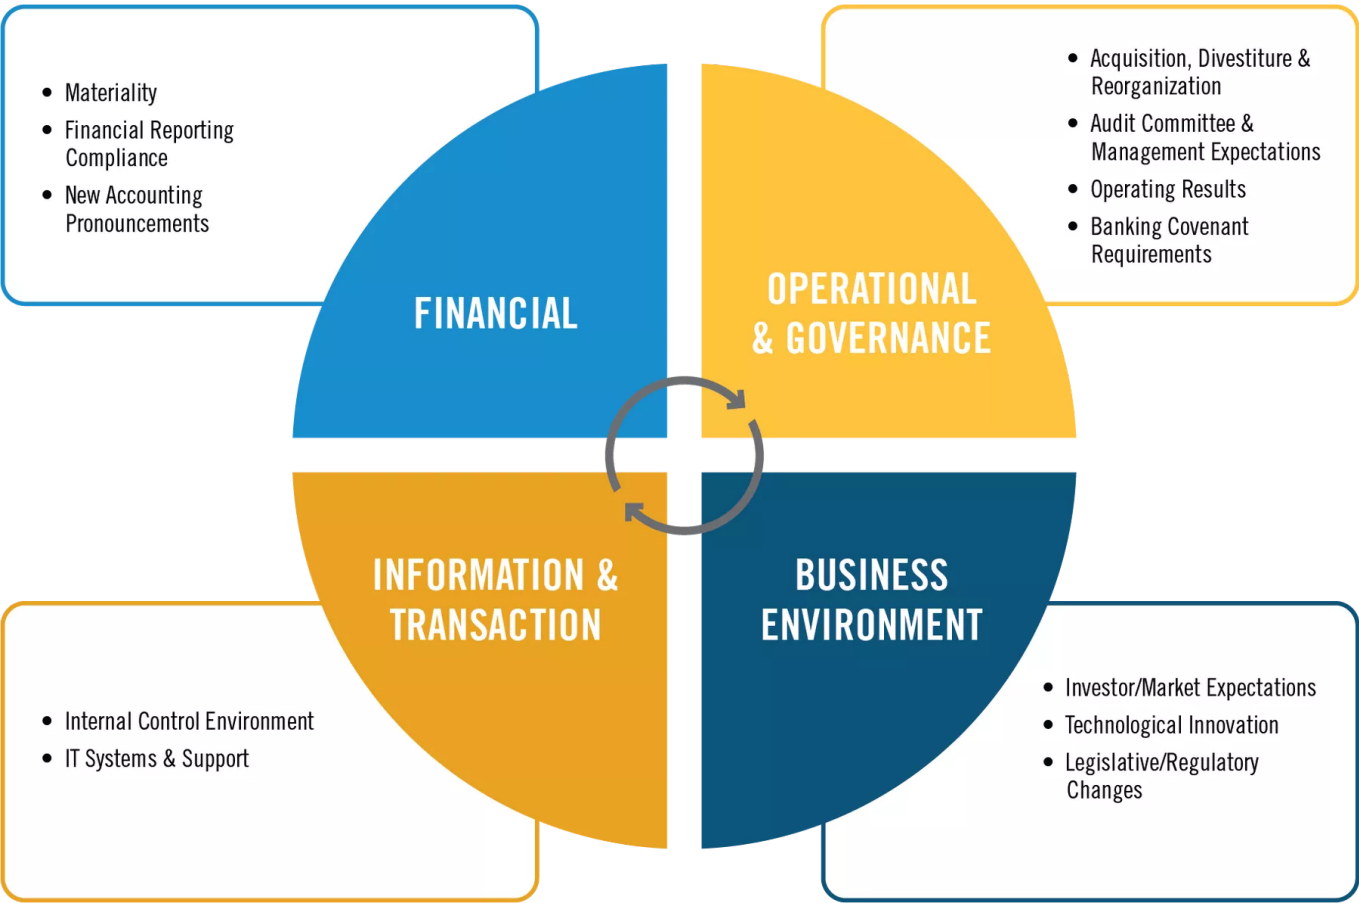 • Materiality
• Financial Reporting
Compliance
• New Accounting
Pronouncements
FINANCIAL
• Acquisition, Divestiture &
Reorganization
• Audit Committee &
Management Expectations
• Operating Results
• Banking Covenant
Requirements
OPERATIONAL
& GOVERNANCE
INFORMATION &
TRANSACTION
• Internal Control Environment
• IT Systems & Support
BUSINESS
ENVIRONMENT
• Investor/Market Expectations
• Technological Innovation
• Legislative/Regulatory
Changes